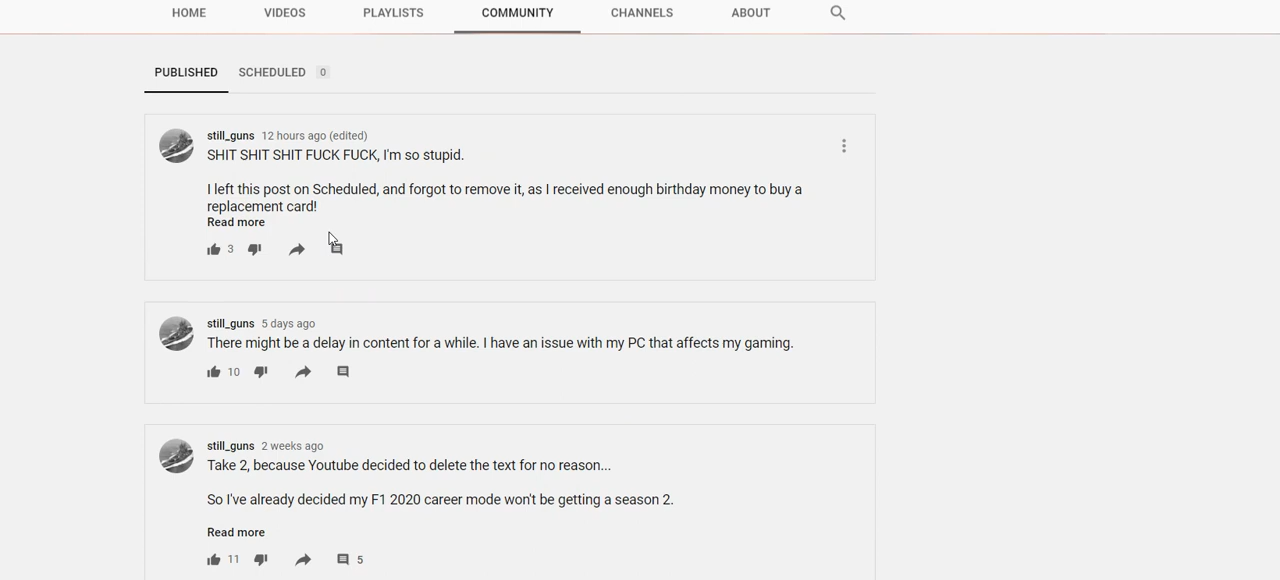 HOME VIDEOS PLAYLISTS COMMUNITY CHANNELS ABOUT
PUBLISHED SCHEDULED 0
still_guns 12 hours ago (edited)
SHIT SHIT SHIT FUCK FUCK, I'm so stupid.
I left this post on Scheduled, and forgot to remove it, as I received enough birthday money to buy a
replacement card!
Read more
3
still_guns 5 days ago
There might be a delay in content for a while. I have an issue with my PC that affects my gaming.
10
still_guns 2 weeks ago
Take 2, because Youtube decided to delete the text for no reason...
So I've already decided my F1 2020 career mode won't be getting a season 2.
Read more
11 5